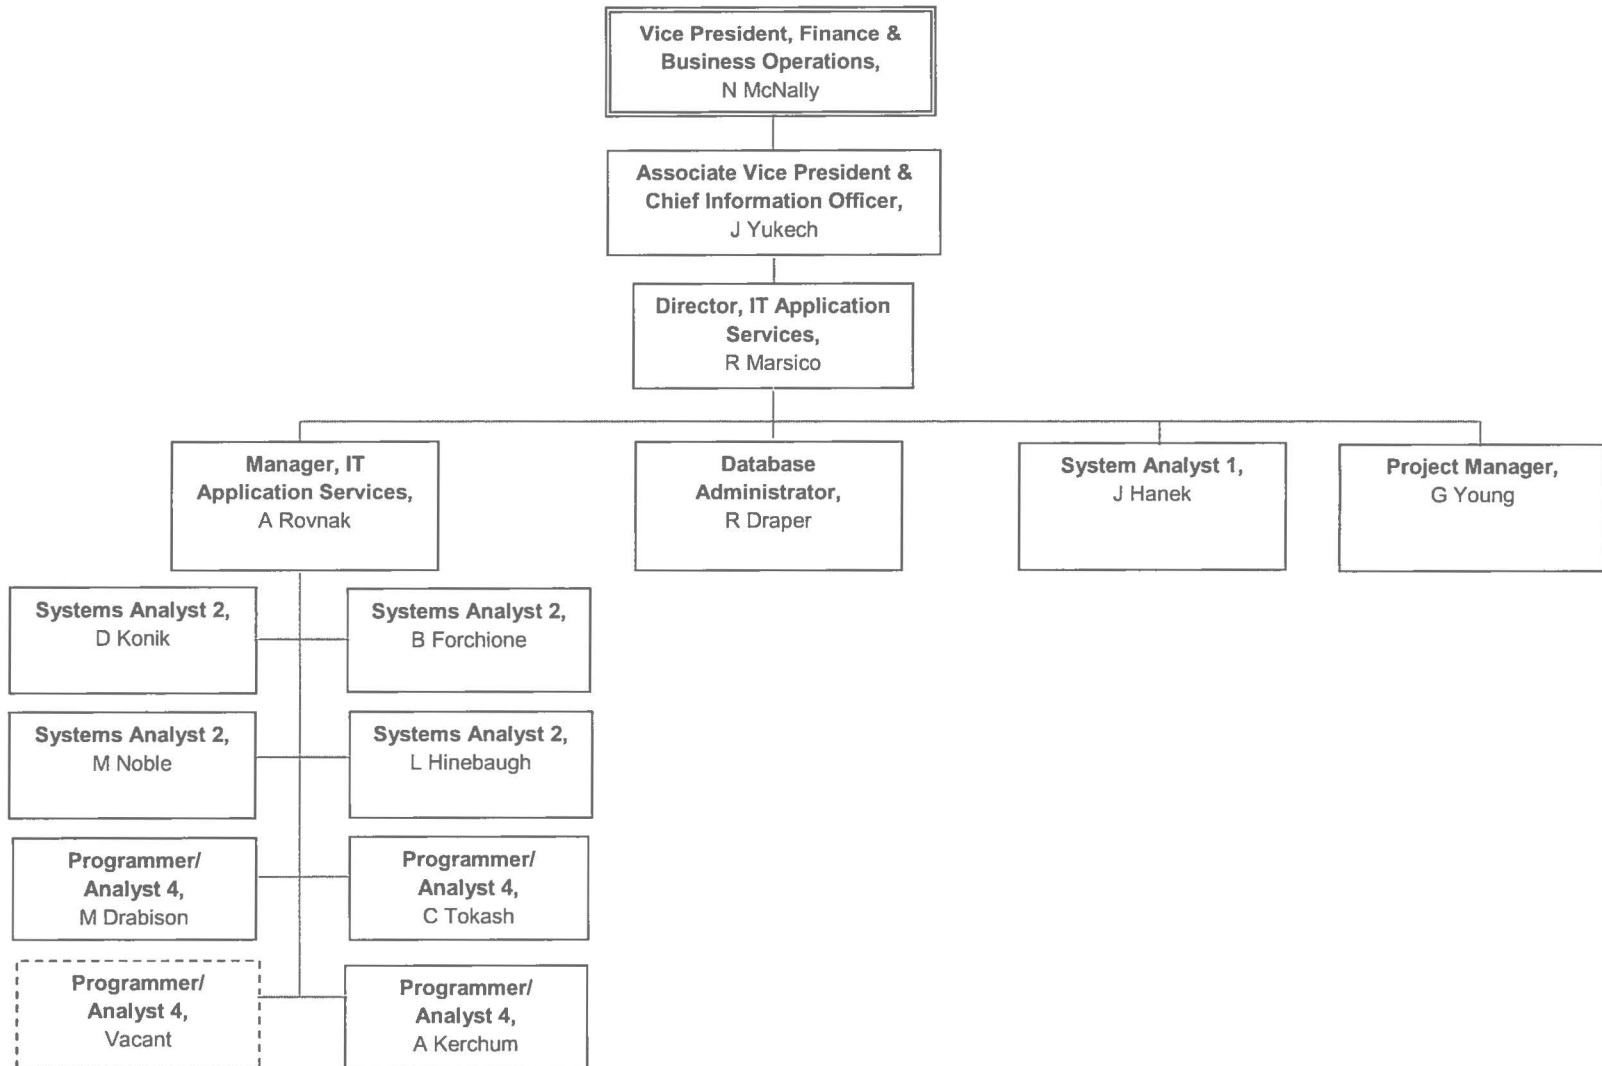 Vice President, Finance &
Business Operations,
N McNally
Associate Vice President &
Chief Information Officer,
J Yukech
Director, IT Application
Services,
R Marsico
Manager, IT
Application Services,
A Rovnak
Database
Administrator,
R Draper
System Analyst 1,
J Hanek
Project Manager,
G Young
Systems Analyst 2,
D Konik
Systems Analyst 2,
B Forchione
Systems Analyst 2,
M Noble
Systems Analyst 2,
L Hinebaugh
Programmer/
Analyst 4,
M Drabison
Programmer/
Analyst 4,
C Tokash
Programmer/
Analyst 4,
Vacant
Programmer/
Analyst 4,
A Kerchum